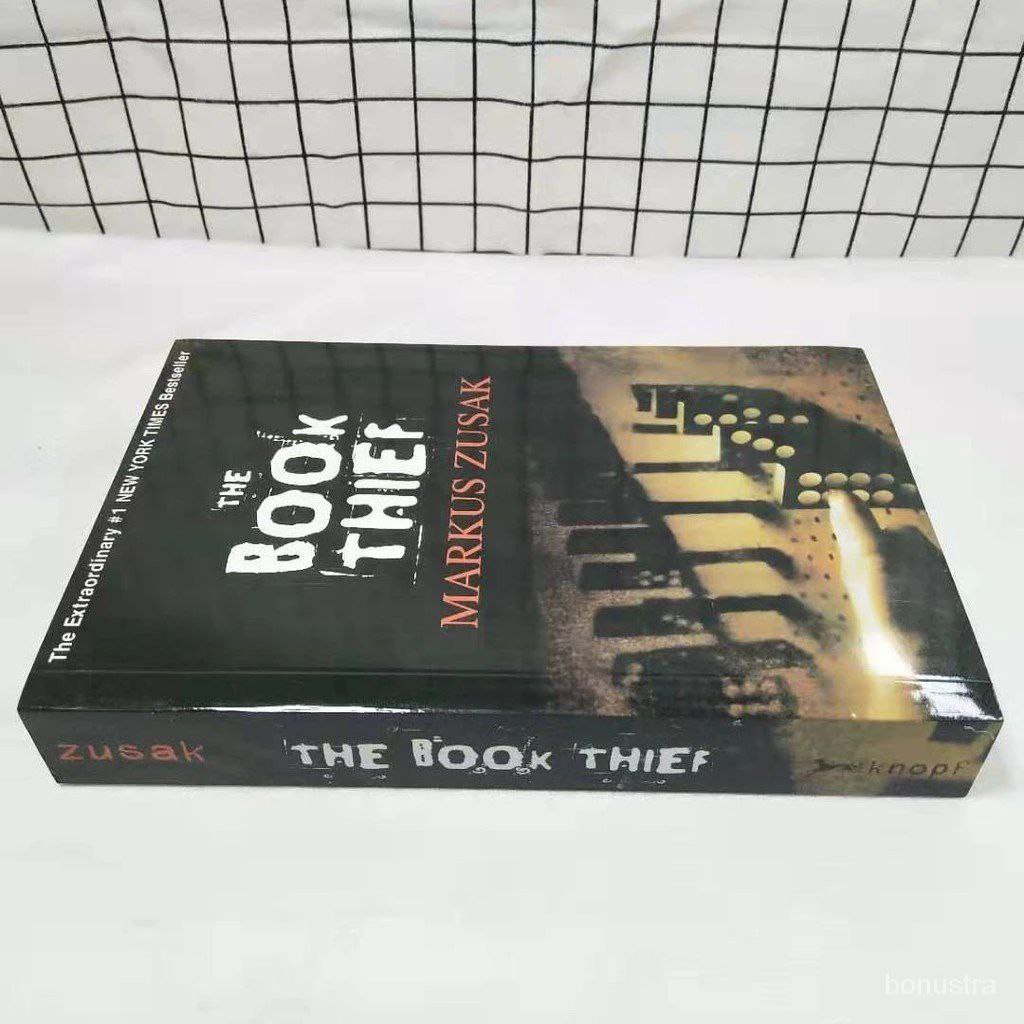 The Extraordinary #1 NEW YORK TIMES Bestseller
THE
BOOK
THIEF
MARKUS ZUSAK
zusak THE BOOK THIEF knopf
bonustra